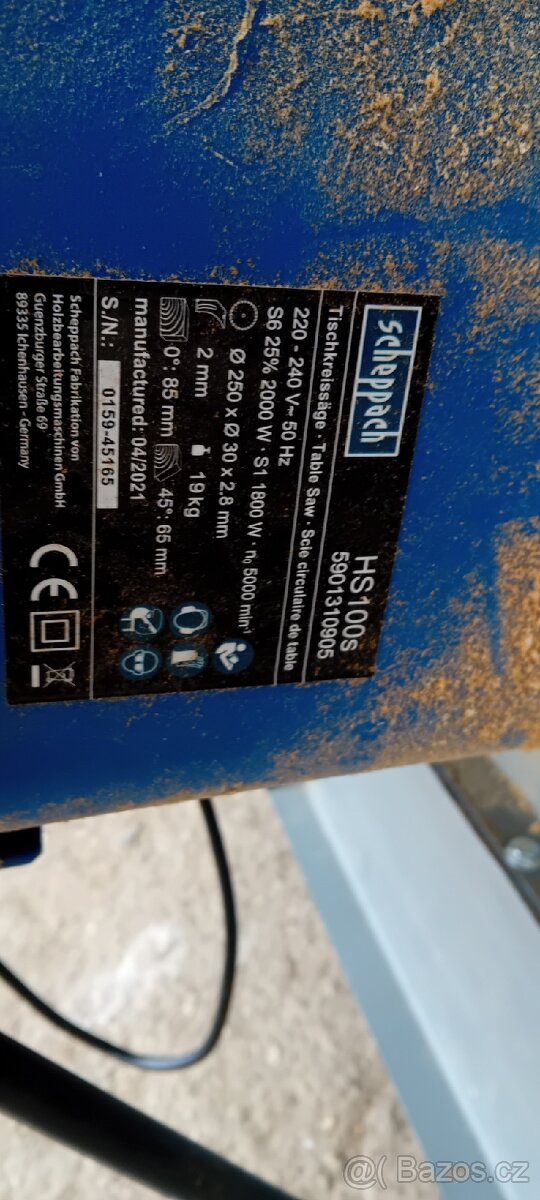 scheppach
HS100s
5901310905
Tischkreissäge · Table Saw · Scie circulaire de table
220 - 240 V~ 50 Hz
S6 25% 2000 W · S1 1800 W · n₀ 5000 min⁻¹
Ø 250 x Ø 30 x 2.8 mm
2 mm 19 kg
0°: 85 mm 45°: 65 mm
manufactured: 04/2021
S./N.: 0159-45165
Scheppach Fabrikation von
Holzbearbeitungsmaschinen GmbH
Guenzburger Straße 69
89335 Ichenhausen - Germany
CE
@ Bazos.cz